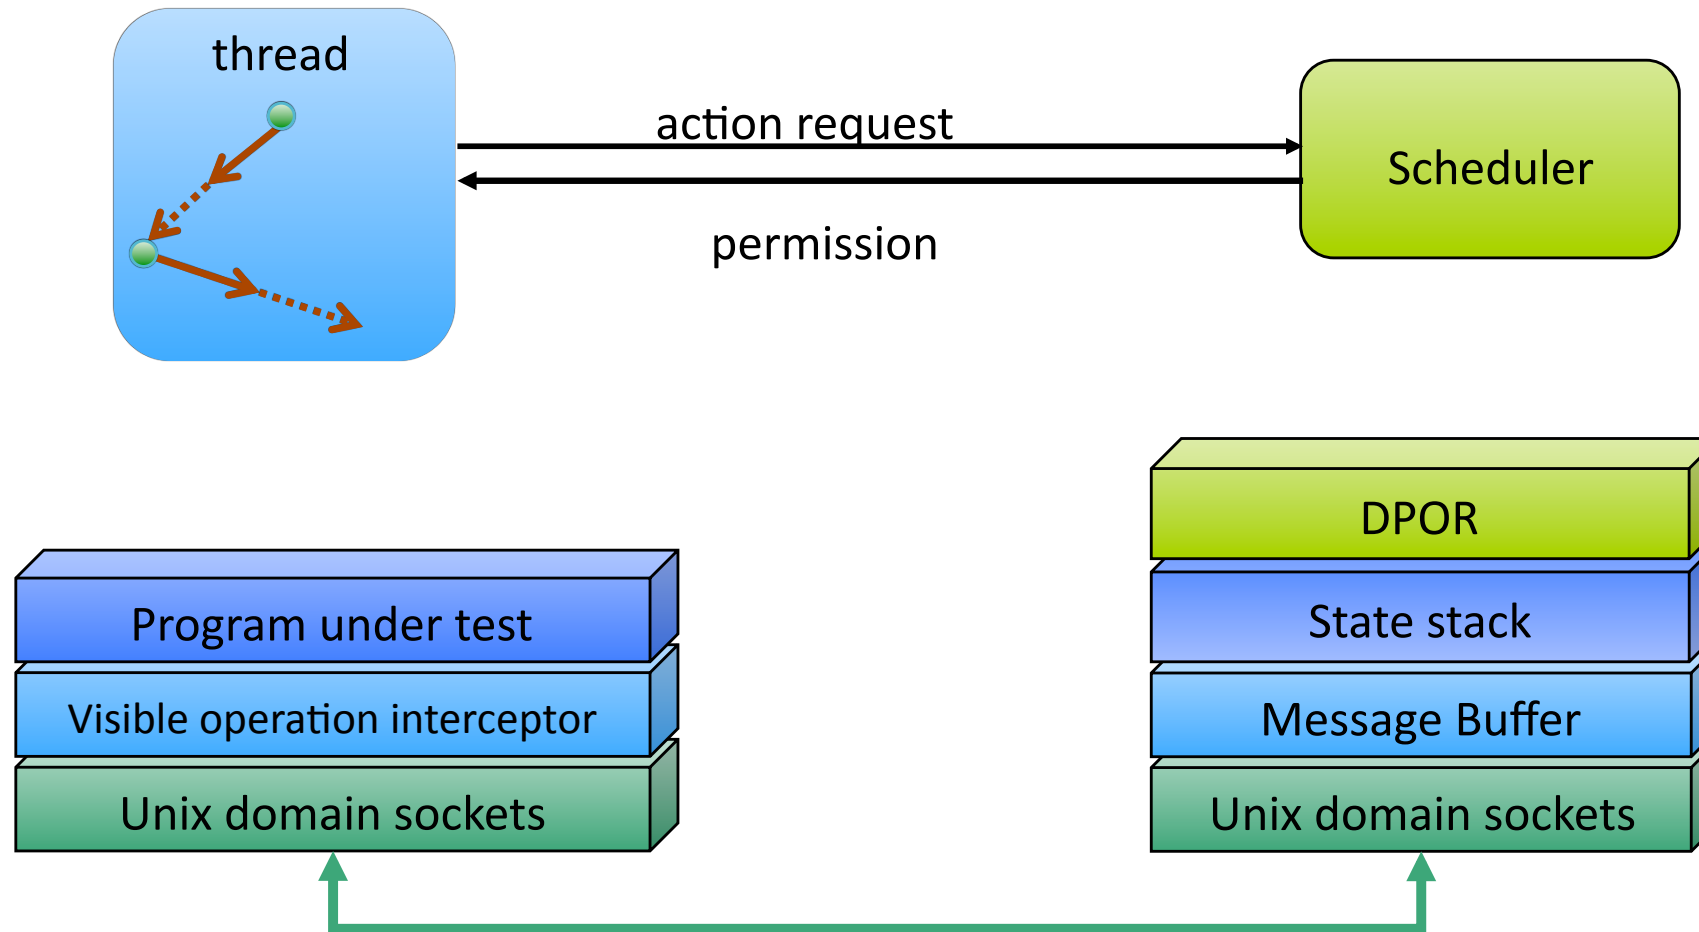 thread
action request
Scheduler
permission
DPOR
Program under test
State stack
Visible operation interceptor
Message Buffer
Unix domain sockets
Unix domain sockets